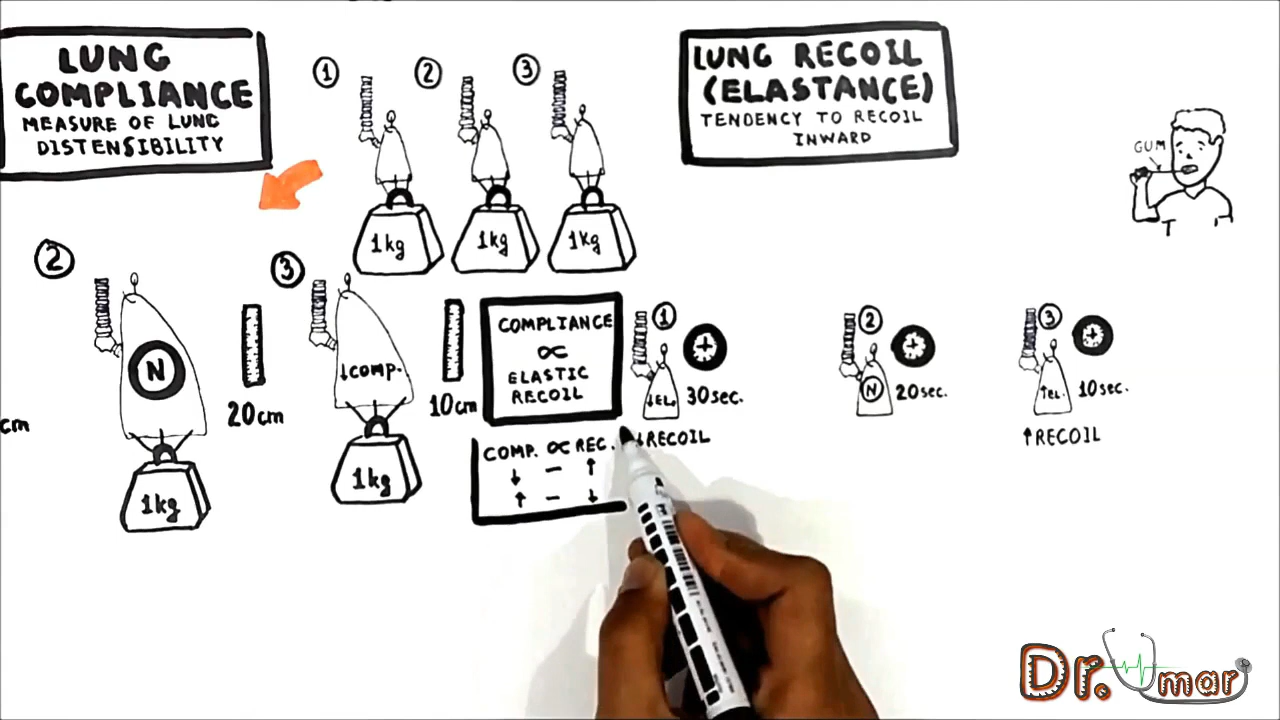 LUNG
COMPLIANCE
MEASURE OF LUNG
DISTENSIBILITY
1
2
3
1kg
1kg
1kg
LUNG RECOIL
(ELASTANCE)
TENDENCY TO RECOIL
INWARD
GUM
cm
2
N
20cm
1kg
3
↓COMP.
10cm
1kg
COMPLIANCE
∝
ELASTIC
RECOIL
COMP. ∝ REC.
↓ – ↑
↑ – ↓
1
↓EL.
30sec.
↓RECOIL
2
N
20sec.
3
↑EL.
10sec.
↑RECOIL
Dr. Umar